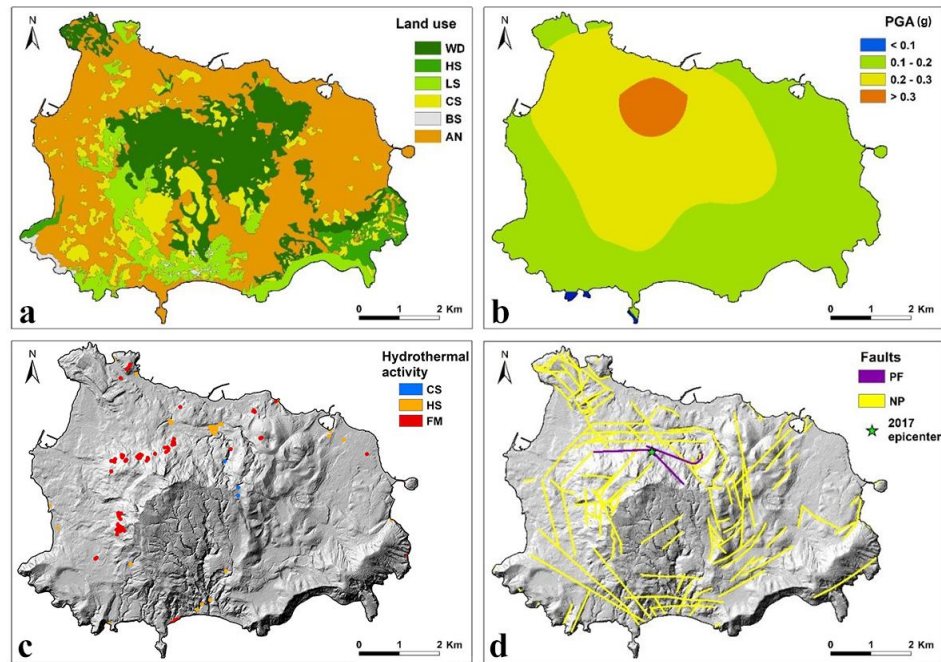 N
Land use
WD
HS
LS
CS
BS
AN
0 1 2 Km
a
N
PGA (g)
< 0.1
0.1 - 0.2
0.2 - 0.3
> 0.3
0 1 2 Km
b
N
Hydrothermal
activity
CS
HS
FM
0 1 2 Km
c
N
Faults
PF
NP
2017
epicenter
0 1 2 Km
d